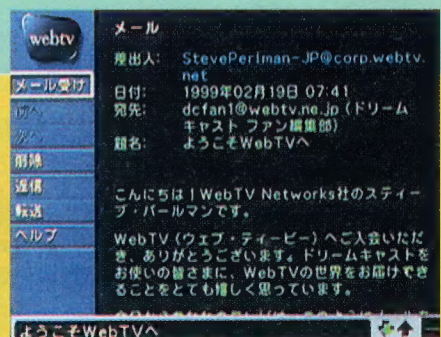 webtv
メール
差出人: StevePerlman-JP@corp.webtv.
net
日付: 1999年02月19日 07:41
宛先: dcfan1@webtv.ne.jp (ドリーム
キャスト ファン編集部)
題名: ようこそWebTVへ
メール受け
前へ
次へ
削除
返信
転送
ヘルプ
こんにちは!WebTV Networks社のスティー
ブ・パールマンです。
WebTV (ウェブ・ティービー) へご入会いただ
き、ありがとうございます。ドリームキャストを
お使いの皆さまに、WebTVの世界をお届けでき
ることをとても嬉しく思っています。
ようこそWebTVへ